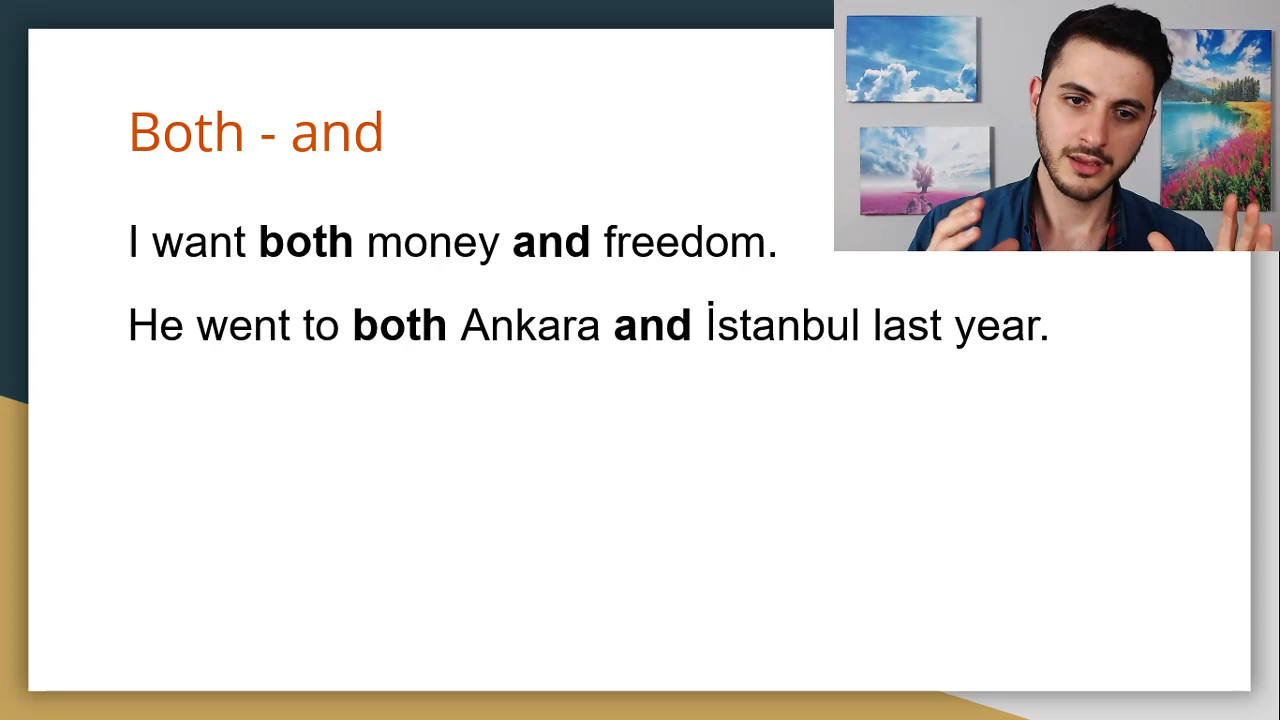 Both - and
I want both money and freedom.
He went to both Ankara and İstanbul last year.